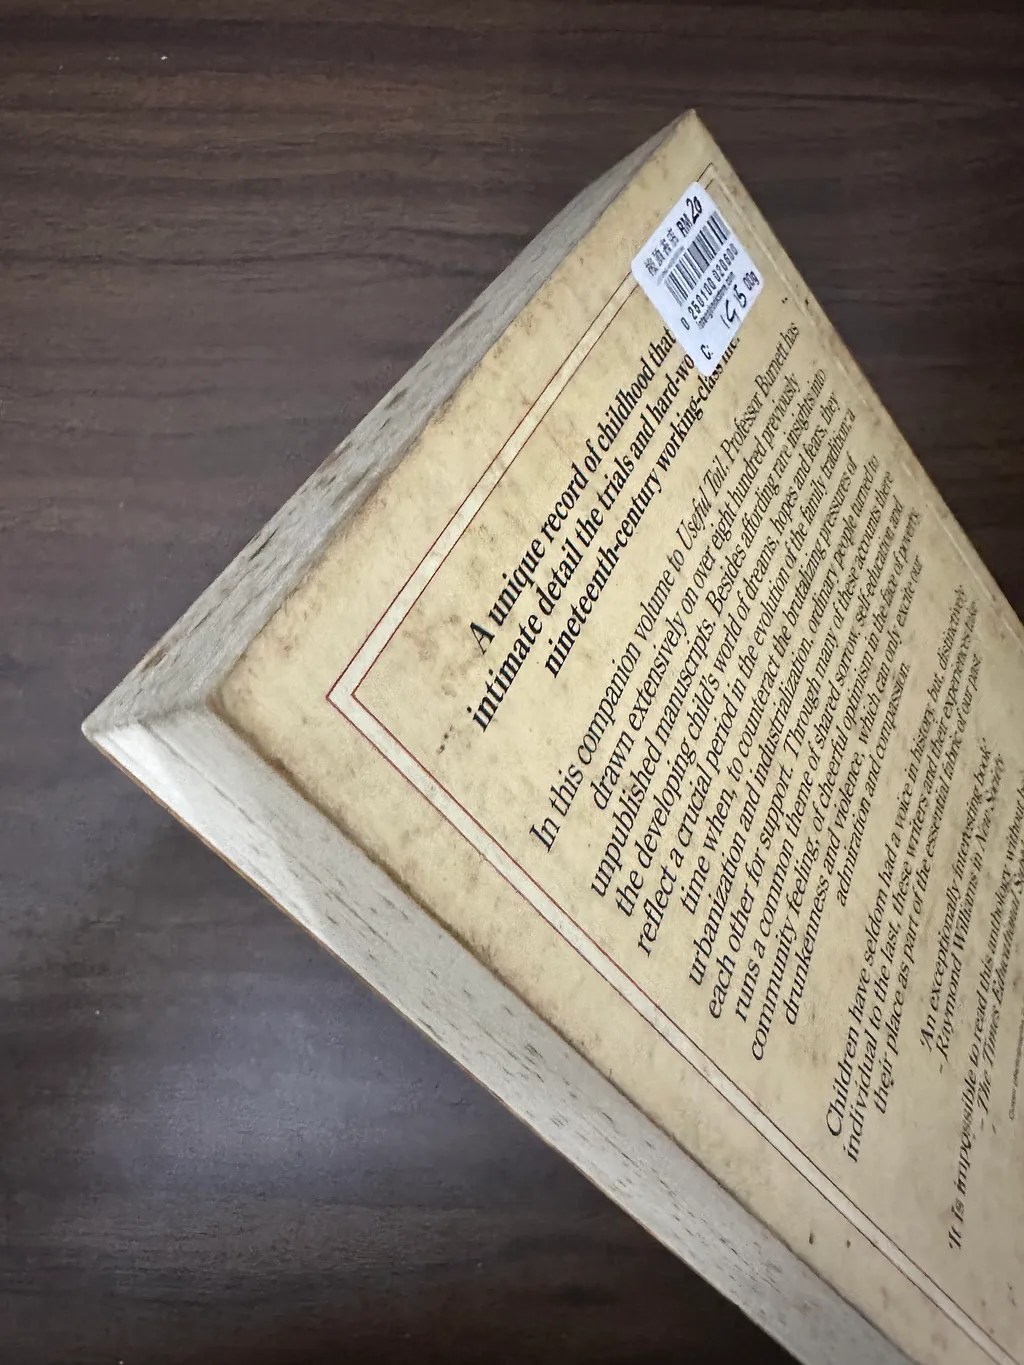 RM 20
0 250100 020600
C:
A unique record of childhood that
intimate detail the trials and hard-wo
nineteenth-century working-class life.
In this companion volume to Useful Toil, Professor Burnett has
drawn extensively on over eight hundred previously
unpublished manuscripts. Besides affording rare insights into
the developing child's world of dreams, hopes and fears, they
reflect a crucial period in the evolution of the family tradition, a
time when, to counteract the brutalizing pressures of
urbanization and industrialization, ordinary people turned to
each other for support. Through many of these accounts there
runs a common theme of shared sorrow, self-education, and
community feeling, of cheerful optimism in the face of poverty,
drunkenness and violence, which can only excite our
admiration and compassion.
Children have seldom had a voice in history, but, distinctively
individual to the last, these writers and their experiences take
their place as part of the essential fabric of our past
'An exceptionally interesting book'
– Raymond Williams in New Society
'It is impossible to read this anthology without
– The Times Educational